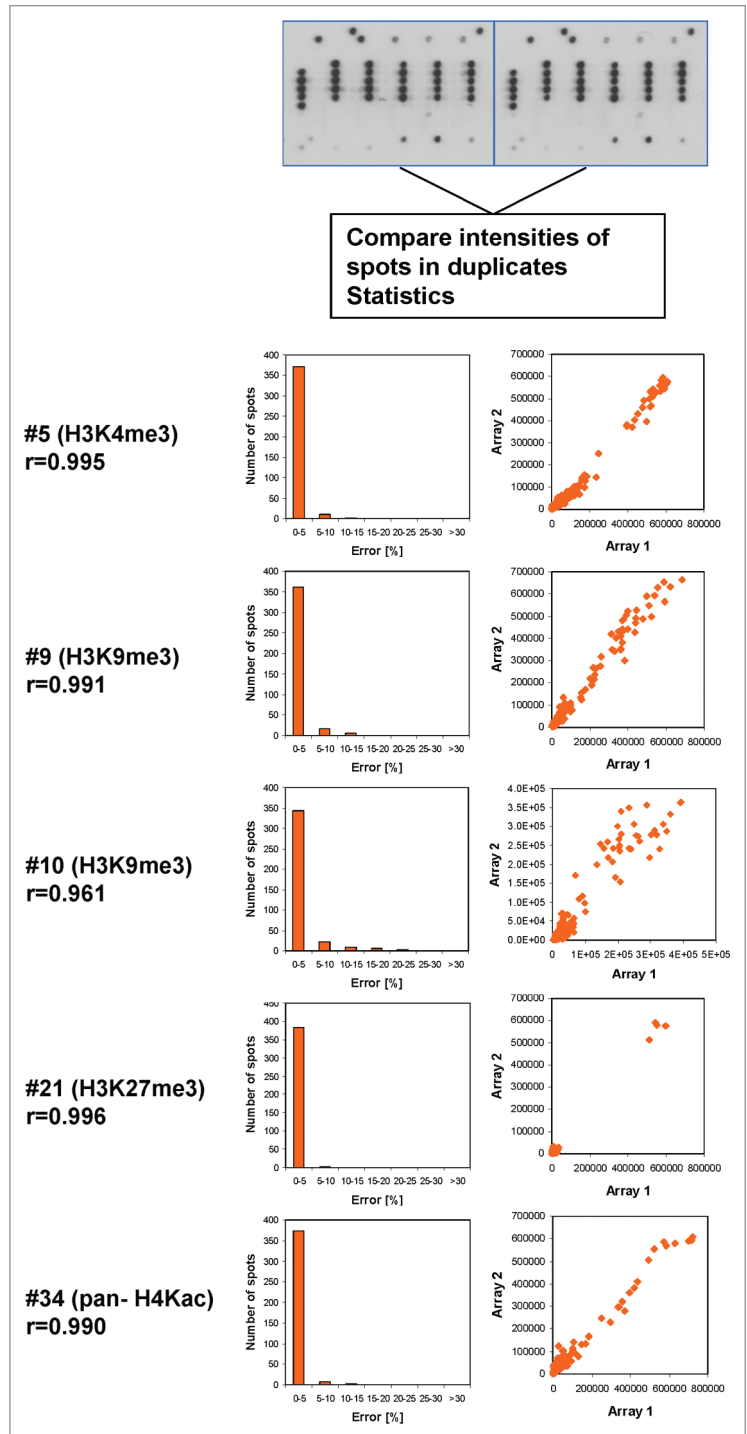 Compare intensities of
spots in duplicates
Statistics
#5 (H3K4me3)
r=0.995
Number of spots
400
350
300
250
200
150
100
50
0
0-5 5-10 10-15 15-20 20-25 25-30 >30
Error [%]
Array 2
700000
600000
500000
400000
300000
200000
100000
0
0 200000 400000 600000 800000
Array 1
#9 (H3K9me3)
r=0.991
Number of spots
400
350
300
250
200
150
100
50
0
0-5 5-10 10-15 15-20 20-25 25-30 >30
Error [%]
Array 2
700000
600000
500000
400000
300000
200000
100000
0
0 200000 400000 600000 800000
Array 1
#10 (H3K9me3)
r=0.961
Number of spots
400
350
300
250
200
150
100
50
0
0-5 5-10 10-15 15-20 20-25 25-30 >30
Error [%]
Array 2
4.0E+05
3.5E+05
3.0E+05
2.5E+05
2.0E+05
1.5E+05
1.0E+05
5.0E+04
0.0E+00
0 1E+05 2E+05 3E+05 4E+05 5E+05
Array 1
#21 (H3K27me3)
r=0.996
Number of spots
450
400
350
300
250
200
150
100
50
0
0-5 5-10 10-15 15-20 20-25 25-30 >30
Error [%]
Array 2
700000
600000
500000
400000
300000
200000
100000
0
0 200000 400000 600000 800000
Array 1
#34 (pan- H4Kac)
r=0.990
Number of spots
400
350
300
250
200
150
100
50
0
0-5 5-10 10-15 15-20 20-25 25-30 >30
Error [%]
Array 2
700000
600000
500000
400000
300000
200000
100000
0
0 200000 400000 600000 800000
Array 1